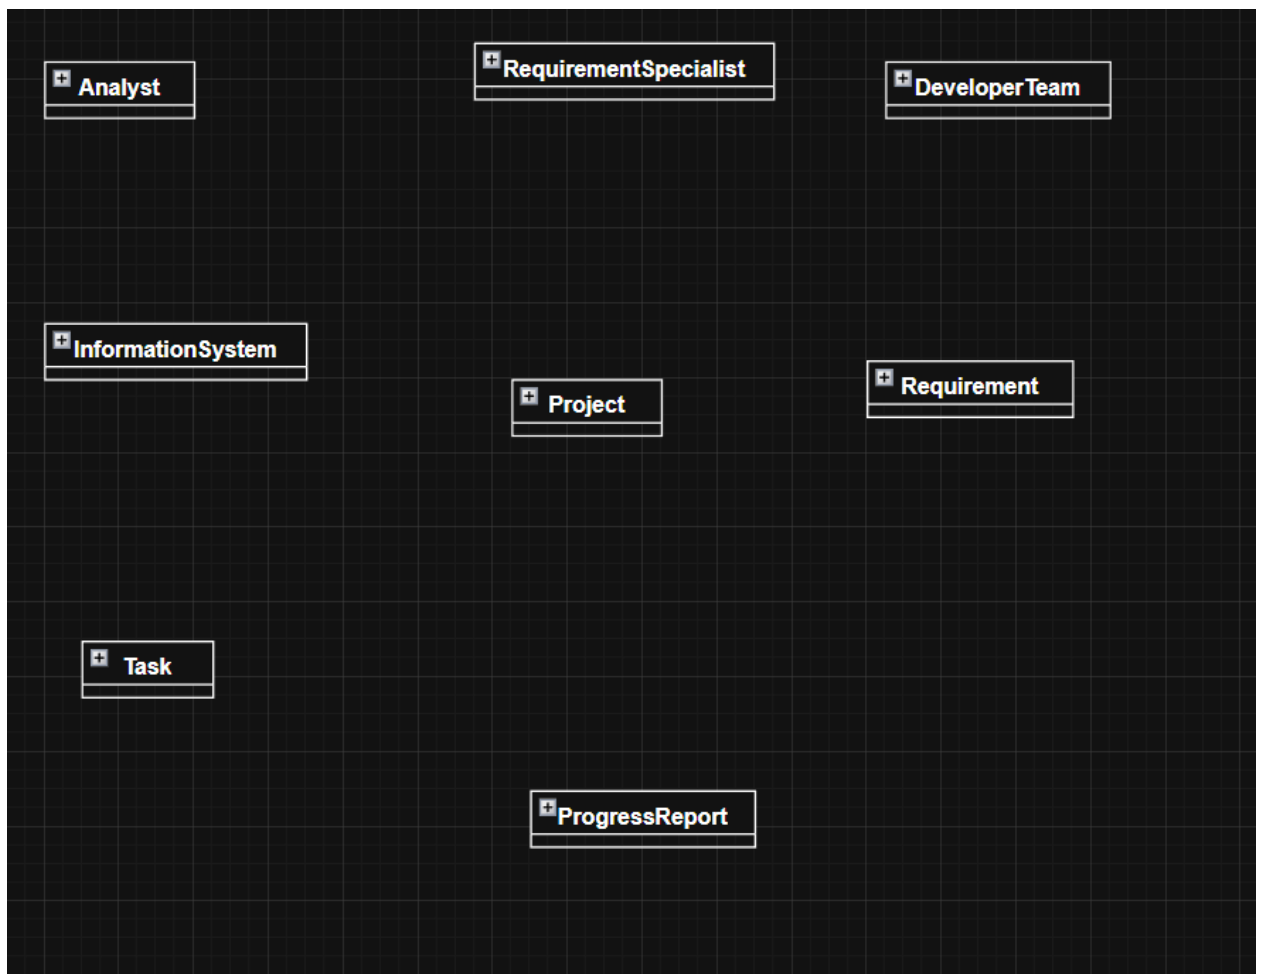 Analyst
RequirementSpecialist
DeveloperTeam
InformationSystem
Project
Requirement
Task
ProgressReport